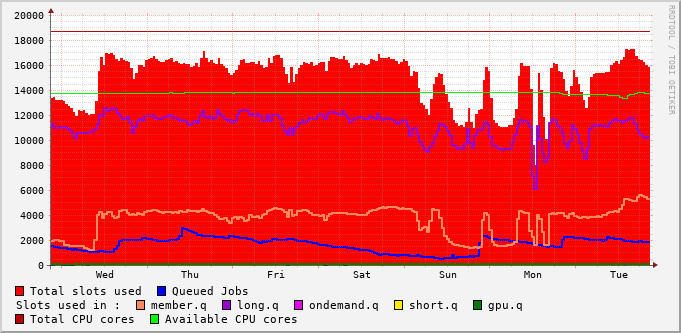 20000
18000
16000
14000
12000
10000
8000
6000
4000
2000
0
Wed Thu Fri Sat Sun Mon Tue
RRDTOOL / TOBI OETIKER
Total slots used Queued Jobs
Slots used in : member.q long.q ondemand.q short.q gpu.q
Total CPU cores Available CPU cores